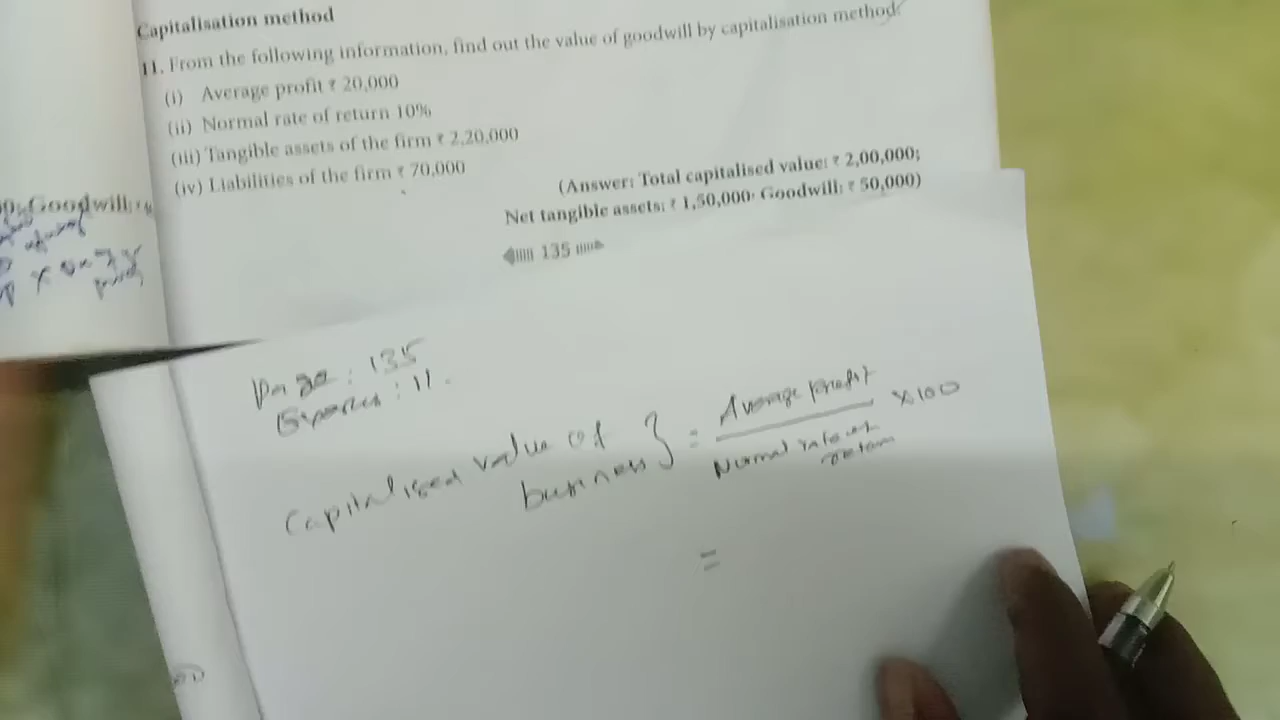 Capitalisation method
11. From the following information, find out the value of goodwill by capitalisation method.
(i) Average profit ₹ 20,000
(ii) Normal rate of return 10%
(iii) Tangible assets of the firm ₹ 2,20,000
(iv) Liabilities of the firm ₹ 70,000
(Answer: Total capitalised value: ₹ 2,00,000;
Net tangible assets: ₹ 1,50,000· Goodwill: ₹ 50,000)
135
Goodwill:
Page: 135
: 11.
Capitalised value of
business } = Average profit × 100
Normal rate of
return
=